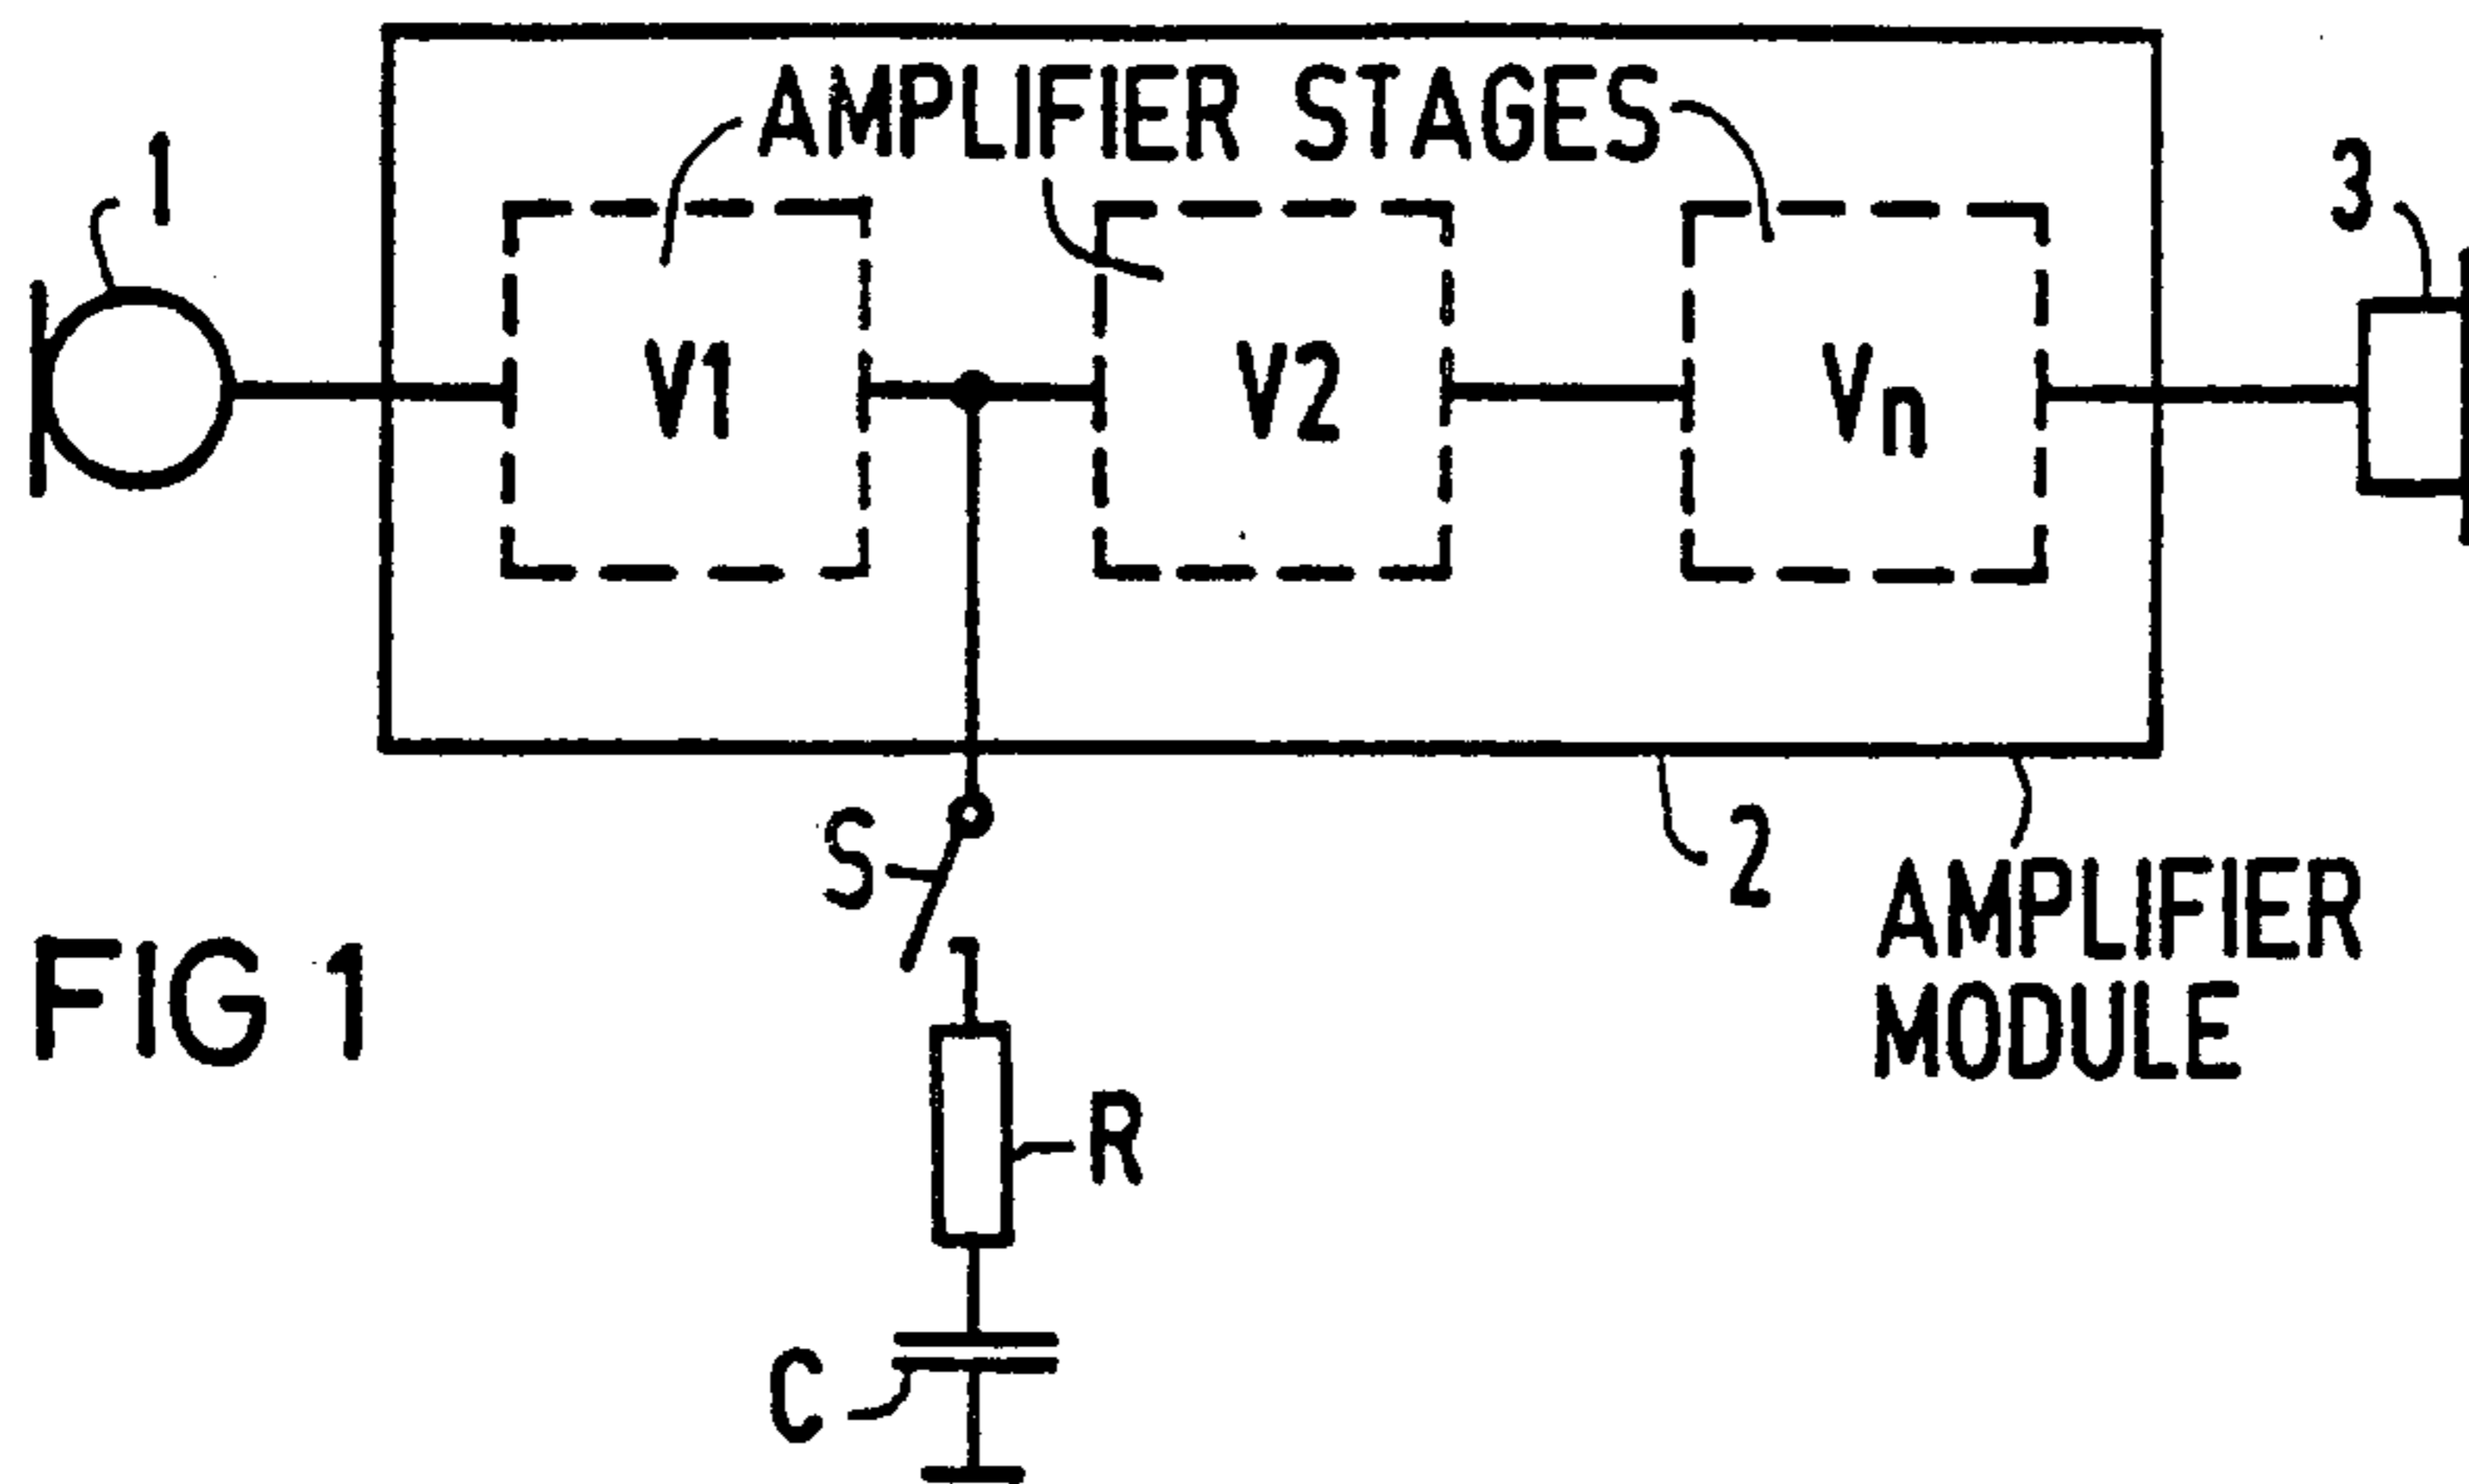 AMPLIFIER STAGES
1
3
V1
V2
Vn
S
2
AMPLIFIER
MODULE
FIG 1
R
C